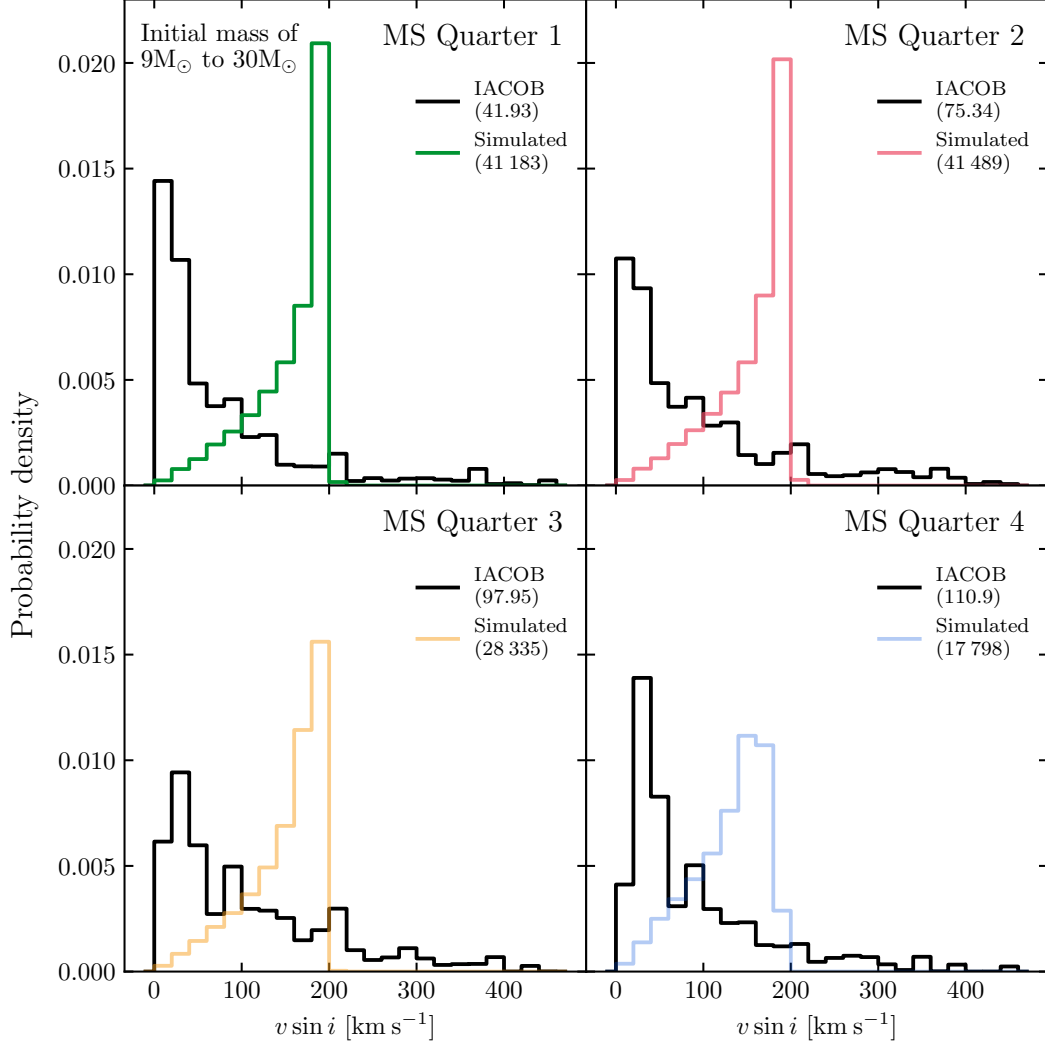 Initial mass of
9M⊙ to 30M⊙
MS Quarter 1
IACOB
(41.93)
Simulated
(41 183)
MS Quarter 2
IACOB
(75.34)
Simulated
(41 489)
0.020
0.015
0.010
0.005
0.000
Probability density
MS Quarter 3
IACOB
(97.95)
Simulated
(28 335)
MS Quarter 4
IACOB
(110.9)
Simulated
(17 798)
0.020
0.015
0.010
0.005
0.000
0 100 200 300 400
0 100 200 300 400
v sin i [km s⁻¹]
v sin i [km s⁻¹]